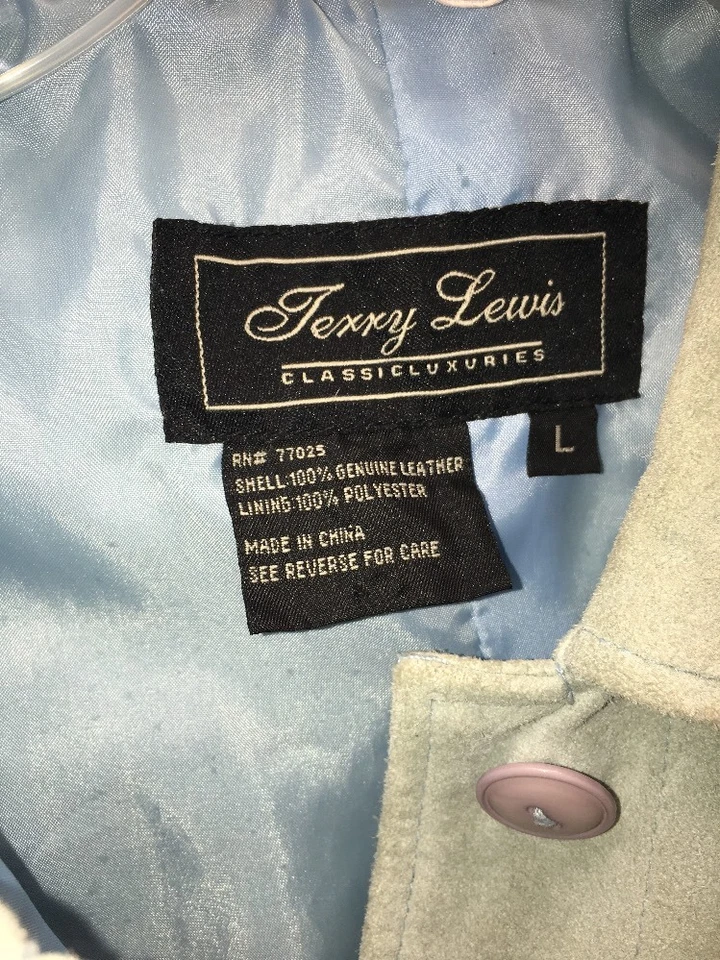 Terry Lewis
CLASSICLUXURIES
L
RN# 77025
SHELL:100% GENUINE LEATHER
LINING:100% POLYESTER
MADE IN CHINA
SEE REVERSE FOR CARE